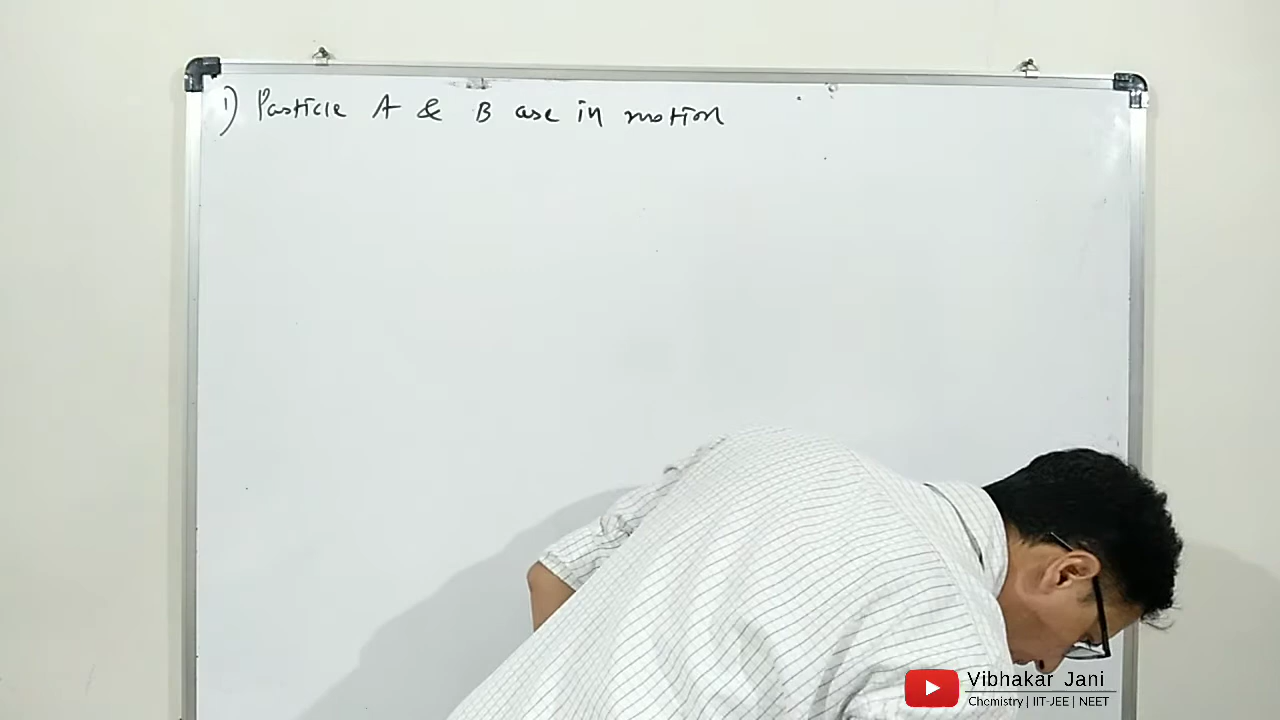 1) Particle A & B are in motion
Vibhakar Jani
Chemistry | IIT-JEE | NEET